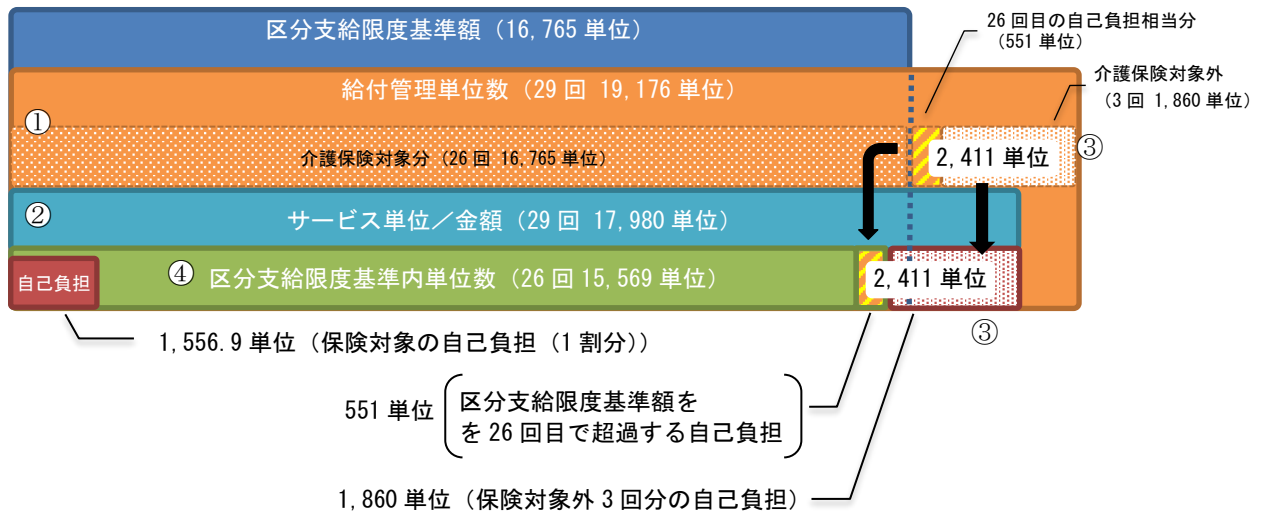 区分支給限度基準額（16,765 単位）
26 回目の自己負担相当分
（551 単位）
給付管理単位数（29 回 19,176 単位）
介護保険対象外
（3 回 1,860 単位）
①
介護保険対象分（26 回 16,765 単位）
2,411 単位
③
②
サービス単位／金額（29 回 17,980 単位）
自己負担
④
区分支給限度基準内単位数（26 回 15,569 単位）
2,411 単位
③
1,556.9 単位（保険対象の自己負担（1 割分））
551 単位
区分支給限度基準額を
を 26 回目で超過する自己負担
1,860 単位（保険対象外 3 回分の自己負担）